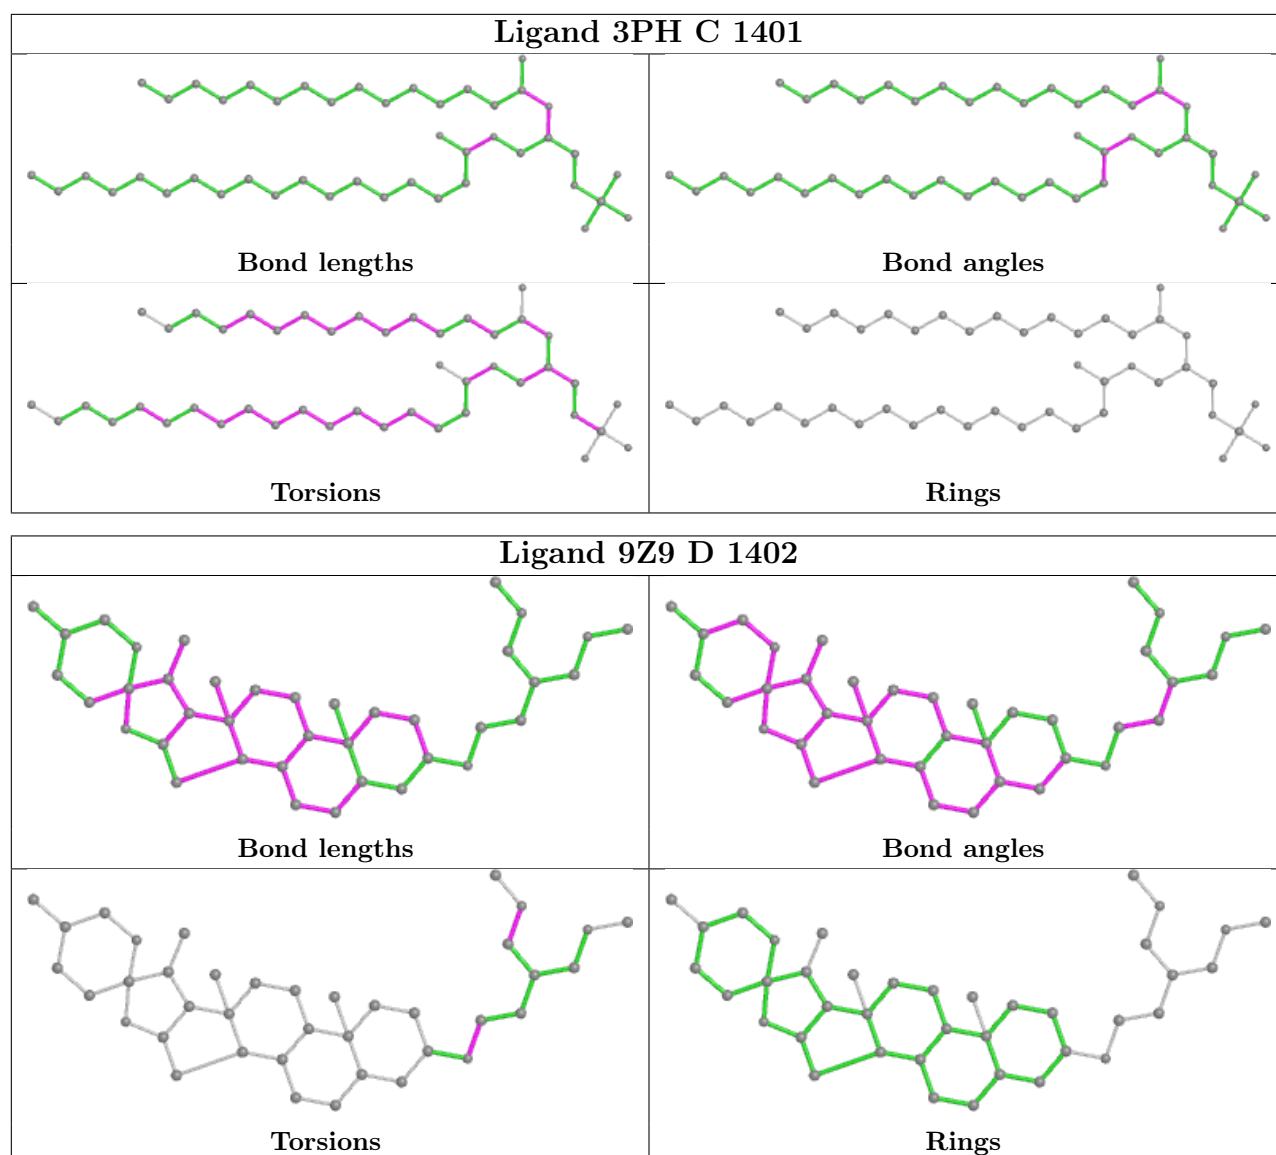 Ligand 3PH C 1401
Bond lengths
Bond angles
Torsions
Rings
Ligand 9Z9 D 1402
Bond lengths
Bond angles
Torsions
Rings